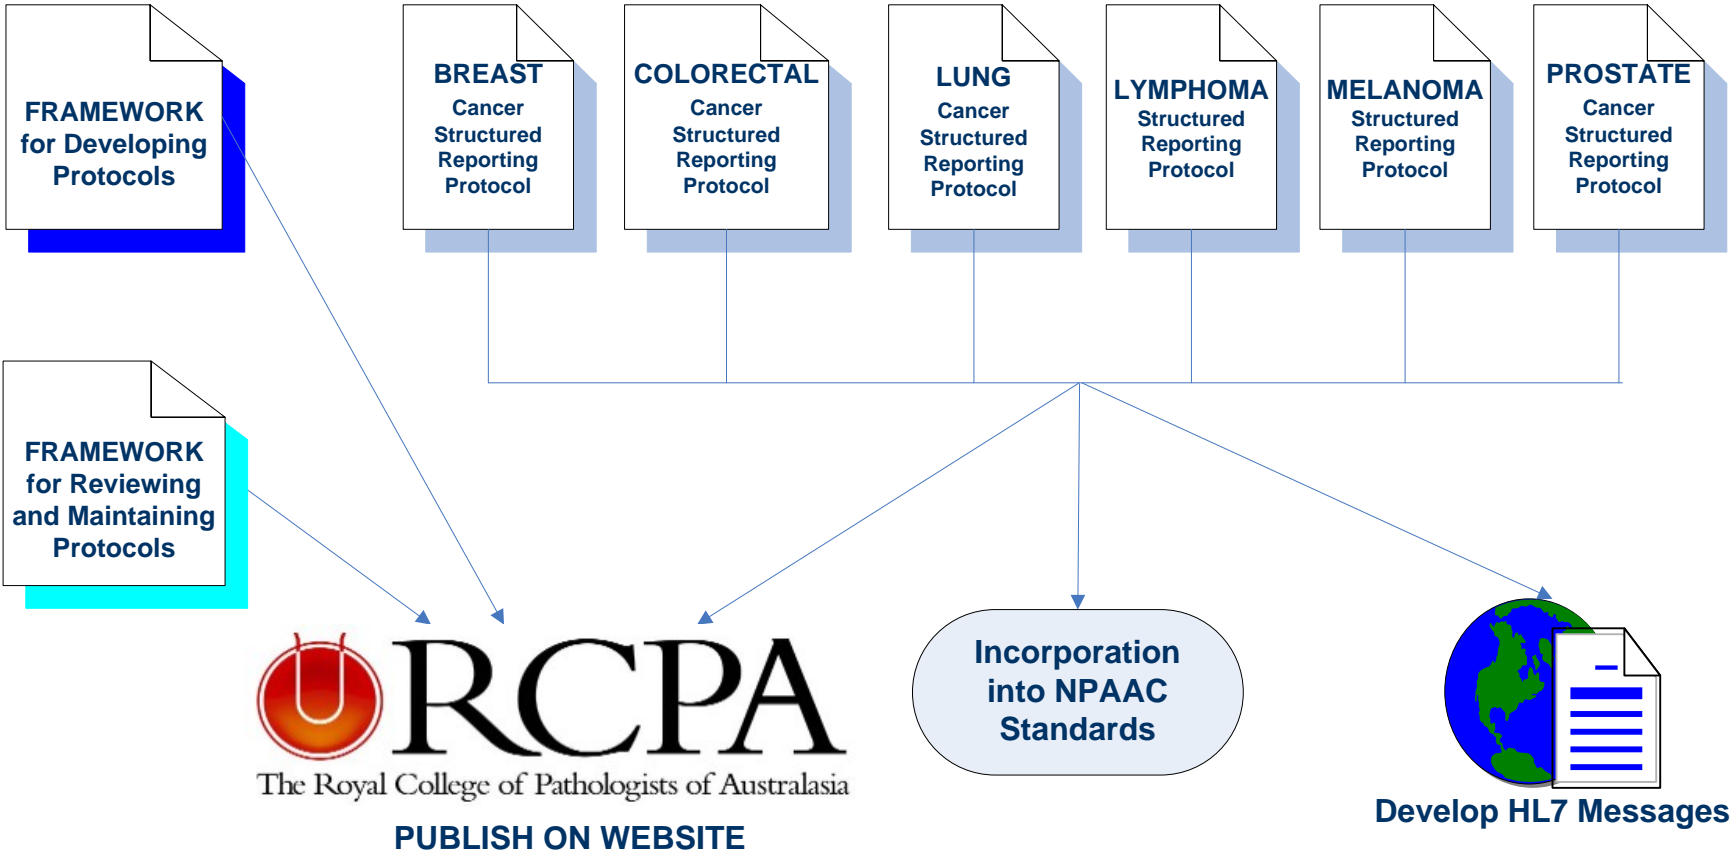 FRAMEWORK
for Developing
Protocols
BREAST
Cancer
Structured
Reporting
Protocol
COLORECTAL
Cancer
Structured
Reporting
Protocol
LUNG
Cancer
Structured
Reporting
Protocol
LYMPHOMA
Structured
Reporting
Protocol
MELANOMA
Structured
Reporting
Protocol
PROSTATE
Cancer
Structured
Reporting
Protocol
FRAMEWORK
for Reviewing
and Maintaining
Protocols
RCPA
The Royal College of Pathologists of Australasia
PUBLISH ON WEBSITE
Incorporation
into NPAAC
Standards
Develop HL7 Messages